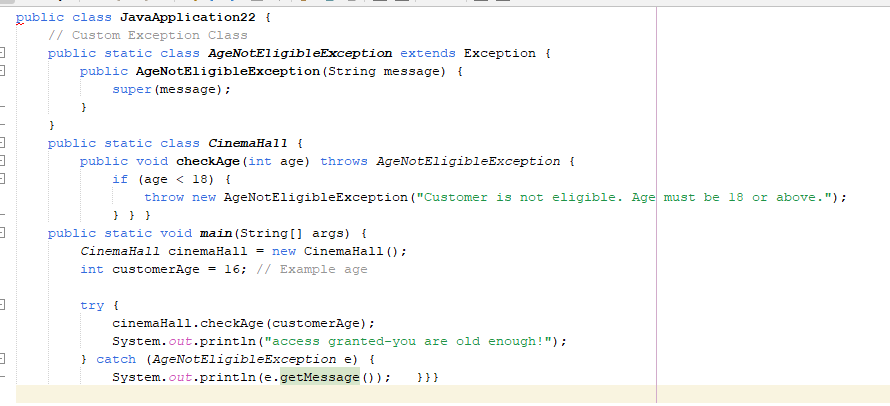 public class JavaApplication22 {
// Custom Exception Class
public static class AgeNotEligibleException extends Exception {
public AgeNotEligibleException(String message) {
super(message);
}
}
public static class CinemaHall {
public void checkAge(int age) throws AgeNotEligibleException {
if (age < 18) {
throw new AgeNotEligibleException("Customer is not eligible. Age must be 18 or above.");
} } }
public static void main(String[] args) {
CinemaHall cinemaHall = new CinemaHall();
int customerAge = 16; // Example age
try {
cinemaHall.checkAge(customerAge);
System.out.println("access granted-you are old enough!");
} catch (AgeNotEligibleException e) {
System.out.println(e.getMessage());   }}}